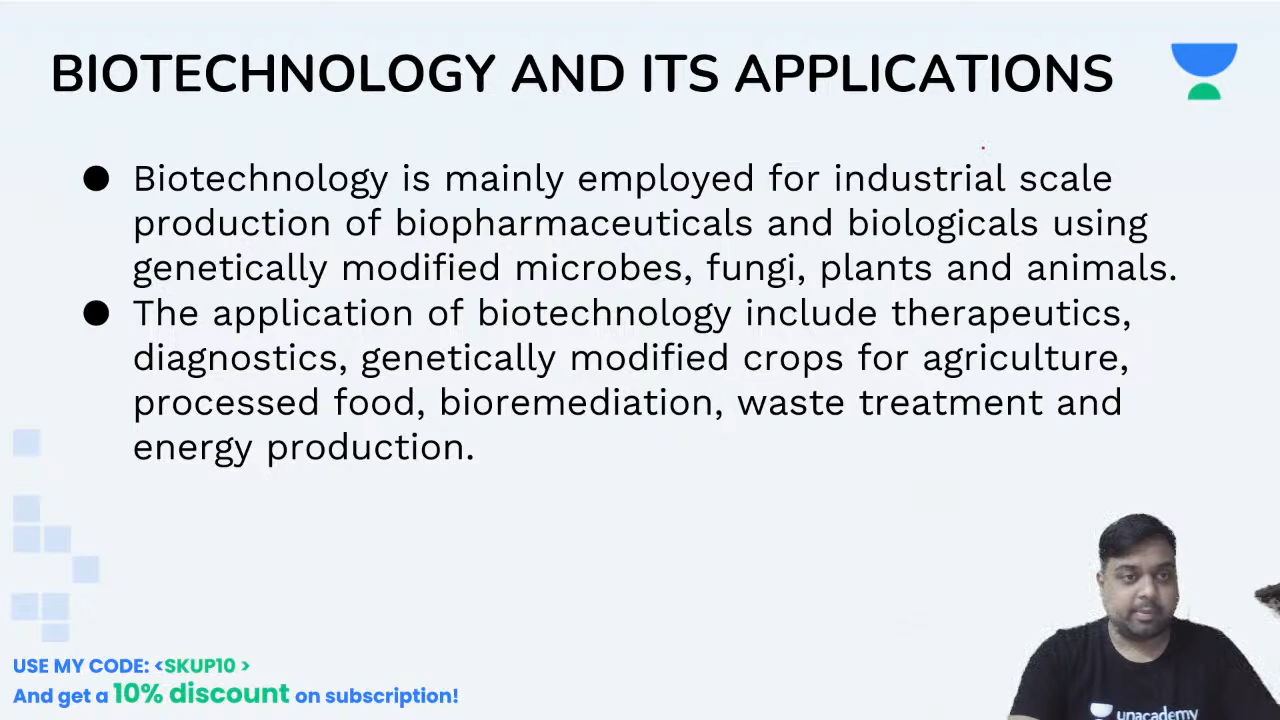 BIOTECHNOLOGY AND ITS APPLICATIONS
● Biotechnology is mainly employed for industrial scale
production of biopharmaceuticals and biologicals using
genetically modified microbes, fungi, plants and animals.
● The application of biotechnology include therapeutics,
diagnostics, genetically modified crops for agriculture,
processed food, bioremediation, waste treatment and
energy production.
USE MY CODE: <SKUP10 >
And get a 10% discount on subscription!
unacademy